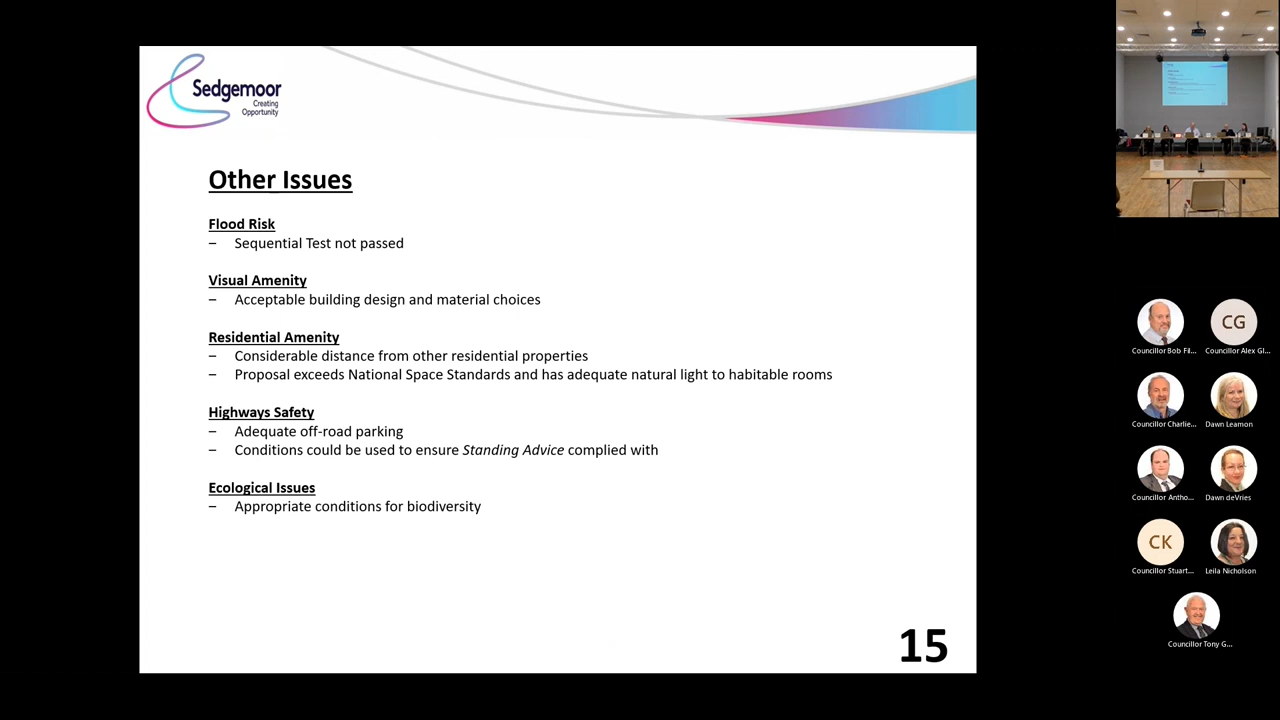 Sedgemoor
Creating
Opportunity
Other Issues
Flood Risk
– Sequential Test not passed
Visual Amenity
– Acceptable building design and material choices
Residential Amenity
– Considerable distance from other residential properties
– Proposal exceeds National Space Standards and has adequate natural light to habitable rooms
Highways Safety
– Adequate off-road parking
– Conditions could be used to ensure Standing Advice complied with
Ecological Issues
– Appropriate conditions for biodiversity
15
CG
Councillor Bob Fil...
Councillor Alex Gl...
Councillor Charlie...
Dawn Leamon
Councillor Antho...
Dawn deVries
CK
Councillor Stuart...
Leila Nicholson
Councillor Tony G...